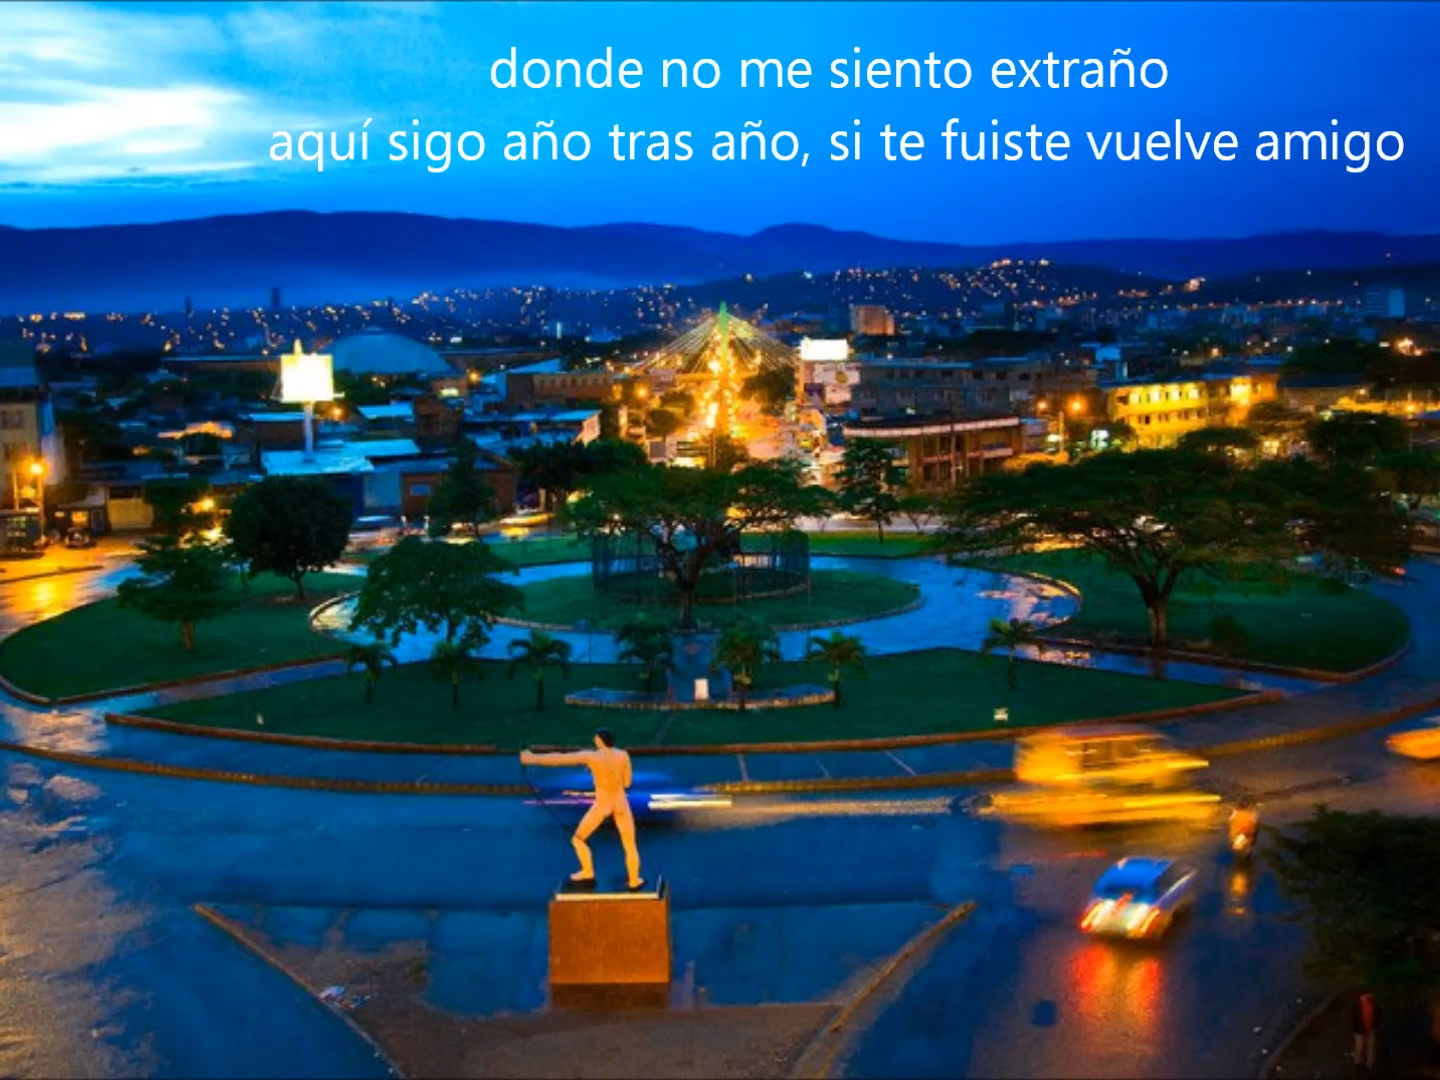 donde no me siento extraño
aquí sigo año tras año, si te fuiste vuelve amigo